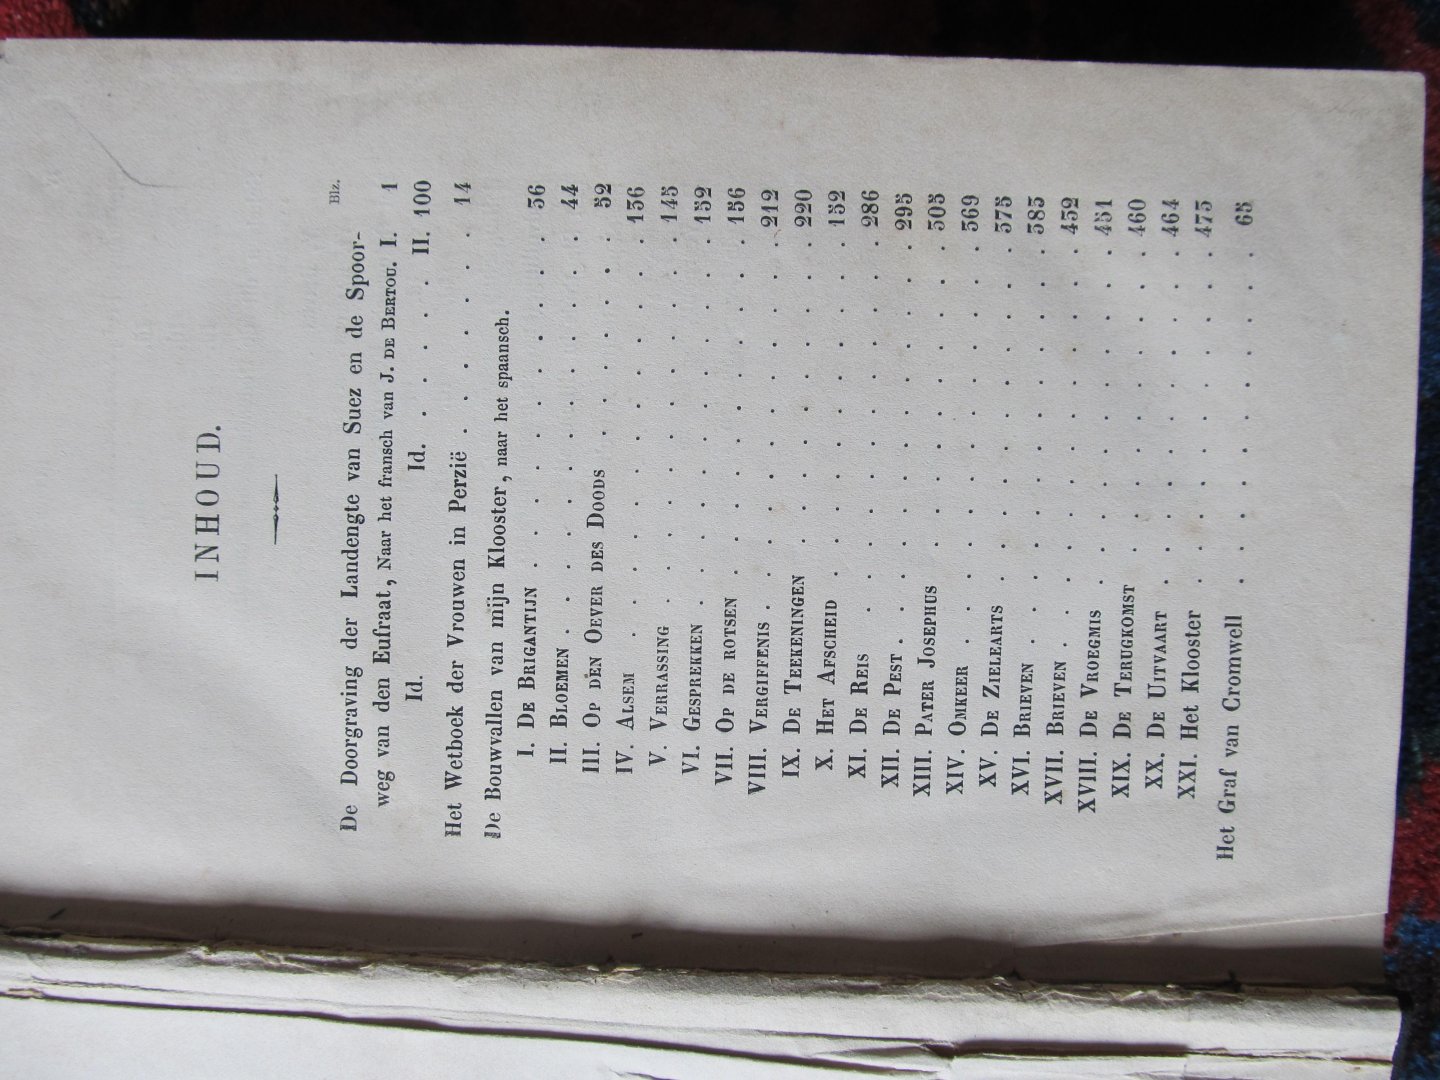 INHOUD.
Blz.
De Doorgraving der Landengte van Suez en de Spoor-
weg van den Eufraat, Naar het fransch van J. DE BERTOU. I. 1
Id. Id. . . . . . II. 100
Het Wetboek der Vrouwen in Perzië . . . . . . . 14
De Bouwvallen van mijn Klooster, naar het spaansch.
I. DE BRIGANTIJN . . . . . . . . . . . 36
II. BLOEMEN . . . . . . . . . . . . 44
III. OP DEN OEVER DES DOODS . . . . . . . 52
IV. ALSEM . . . . . . . . . . . . 136
V. VERRASSING . . . . . . . . . . . 145
VI. GESPREKKEN . . . . . . . . . . . 152
VII. OP DE ROTSEN . . . . . . . . . . 156
VIII. VERGIFFENIS . . . . . . . . . . . 212
IX. DE TEEKENINGEN . . . . . . . . . . 220
X. HET AFSCHEID . . . . . . . . . . 152
XI. DE REIS . . . . . . . . . . . 286
XII. DE PEST . . . . . . . . . . . . 295
XIII. PATER JOSEPHUS . . . . . . . . . . 305
XIV. OMKEER . . . . . . . . . . . . 369
XV. DE ZIELEARTS . . . . . . . . . . 375
XVI. BRIEVEN . . . . . . . . . . . . 383
XVII. BRIEVEN . . . . . . . . . . . . 432
XVIII. DE VROEGMIS . . . . . . . . . . . 451
XIX. DE TERUGKOMST . . . . . . . . . . 460
XX. DE UITVAART . . . . . . . . . . . 464
XXI. Het Klooster . . . . . . . . . . 473
Het Graf van Cromwell . . . . . . . . . . . 65